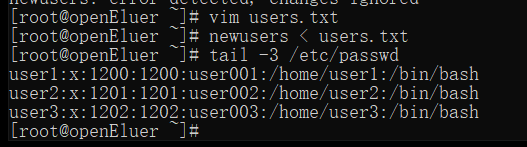 newusers: error detected, changes ignored
[root@openEluer ~]# vim users.txt
[root@openEluer ~]# newusers < users.txt
[root@openEluer ~]# tail -3 /etc/passwd
user1:x:1200:1200:user001:/home/user1:/bin/bash
user2:x:1201:1201:user002:/home/user2:/bin/bash
user3:x:1202:1202:user003:/home/user3:/bin/bash
[root@openEluer ~]#